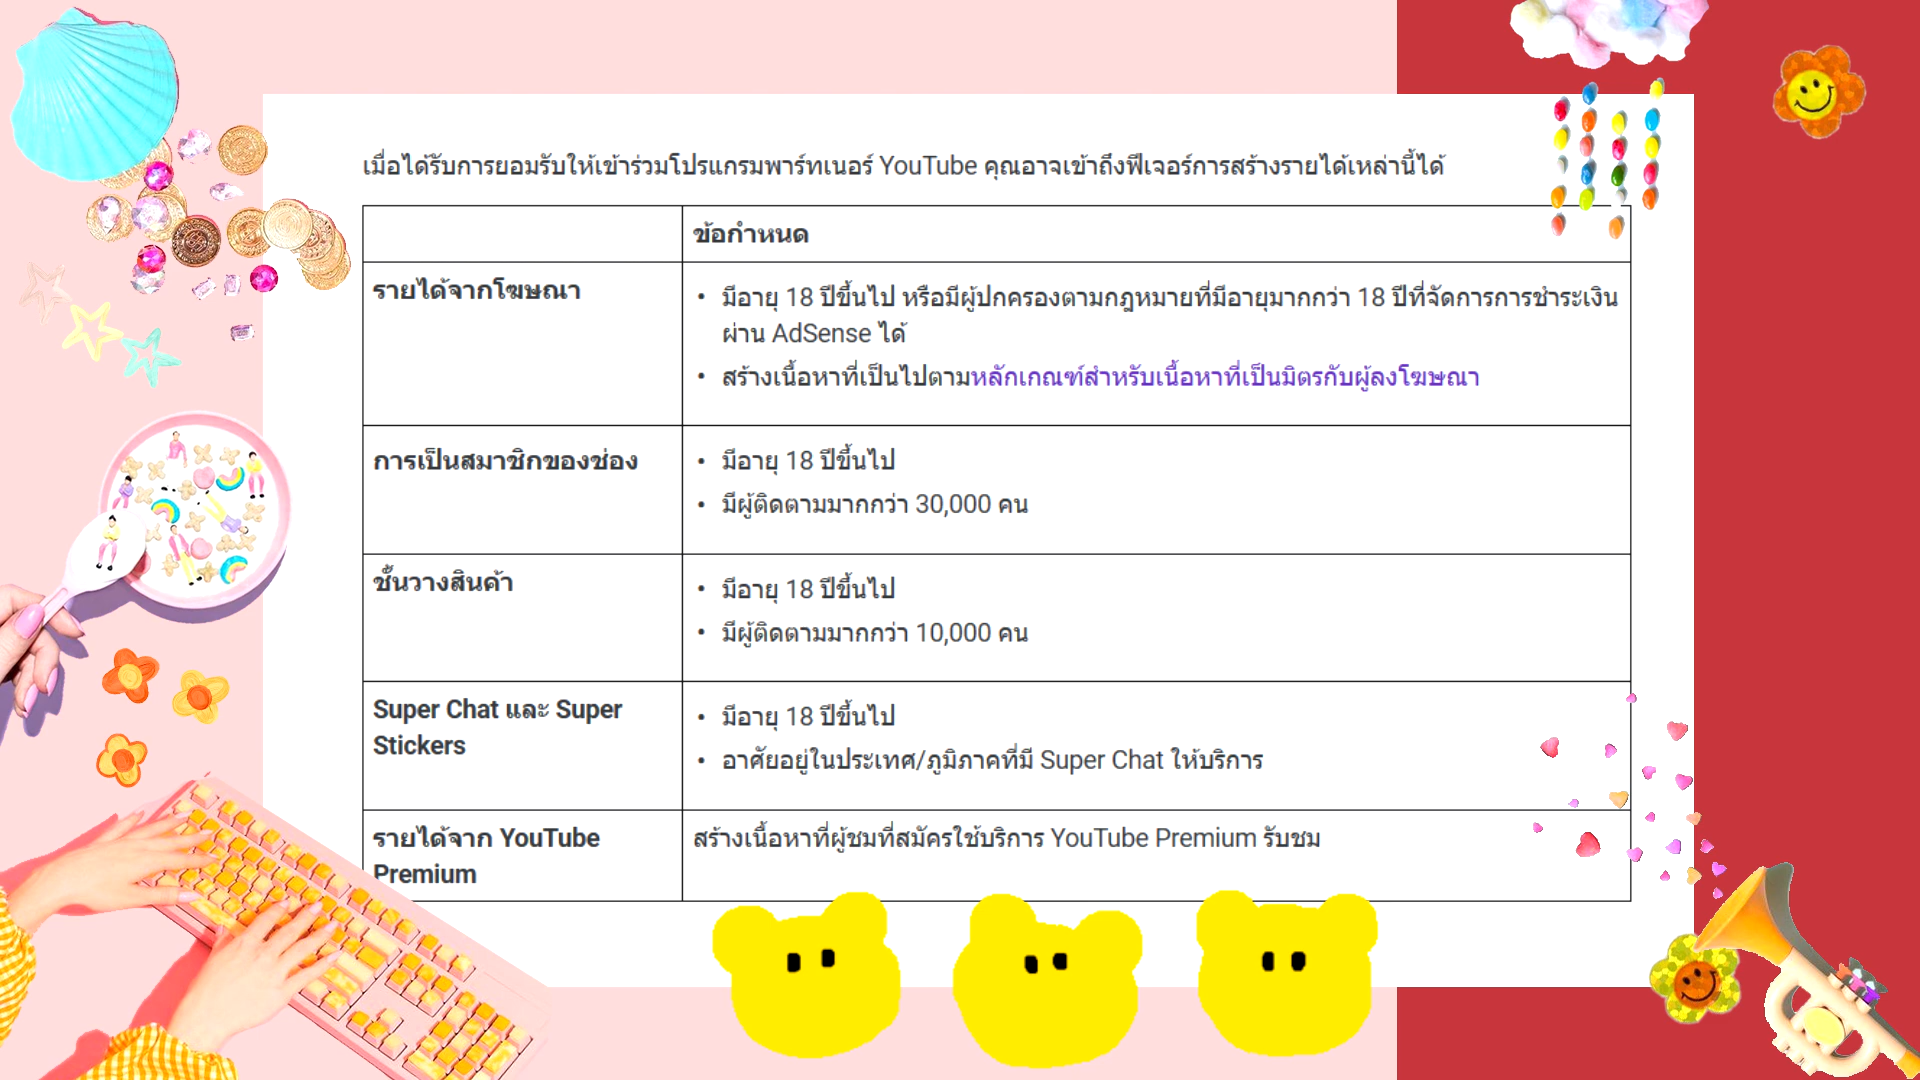 เมื่อได้รับการยอมรับให้เข้าร่วมโปรแกรมพาร์ทเนอร์ YouTube คุณอาจเข้าถึงฟีเจอร์การสร้างรายได้เหล่านี้ได้
ข้อกำหนด
รายได้จากโฆษณา
• มีอายุ 18 ปีขึ้นไป หรือมีผู้ปกครองตามกฎหมายที่มีอายุมากกว่า 18 ปีที่จัดการการชำระเงิน
ผ่าน AdSense ได้
• สร้างเนื้อหาที่เป็นไปตามหลักเกณฑ์สำหรับเนื้อหาที่เป็นมิตรกับผู้ลงโฆษณา
การเป็นสมาชิกของช่อง
• มีอายุ 18 ปีขึ้นไป
• มีผู้ติดตามมากกว่า 30,000 คน
ชั้นวางสินค้า
• มีอายุ 18 ปีขึ้นไป
• มีผู้ติดตามมากกว่า 10,000 คน
Super Chat และ Super
Stickers
• มีอายุ 18 ปีขึ้นไป
• อาศัยอยู่ในประเทศ/ภูมิภาคที่มี Super Chat ให้บริการ
รายได้จาก YouTube
Premium
สร้างเนื้อหาที่ผู้ชมที่สมัครใช้บริการ YouTube Premium รับชม